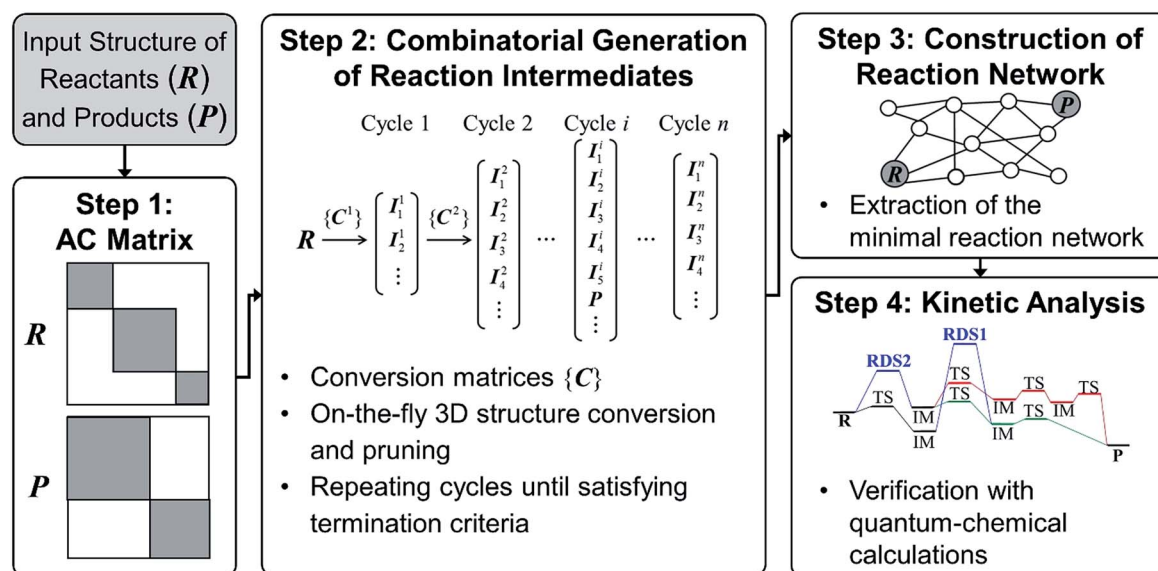 Input Structure of
Reactants (R)
and Products (P)
Step 1:
AC Matrix
R
P
Step 2: Combinatorial Generation
of Reaction Intermediates
Cycle 1 Cycle 2 Cycle i Cycle n
R {C¹} I₁¹ I₂¹ ⋮ {C²} I₁² I₂² I₃² I₄² ⋮ ··· I₁ⁱ I₂ⁱ I₃ⁱ I₄ⁱ I₅ⁱ P ⋮ ··· I₁ⁿ I₂ⁿ I₃ⁿ I₄ⁿ ⋮
• Conversion matrices {C}
• On-the-fly 3D structure conversion
and pruning
• Repeating cycles until satisfying
termination criteria
Step 3: Construction of
Reaction Network
P
R
• Extraction of the
minimal reaction network
Step 4: Kinetic Analysis
RDS1
RDS2
TS TS TS TS
TS TS
R IM IM IM
IM IM
P
• Verification with
quantum-chemical
calculations